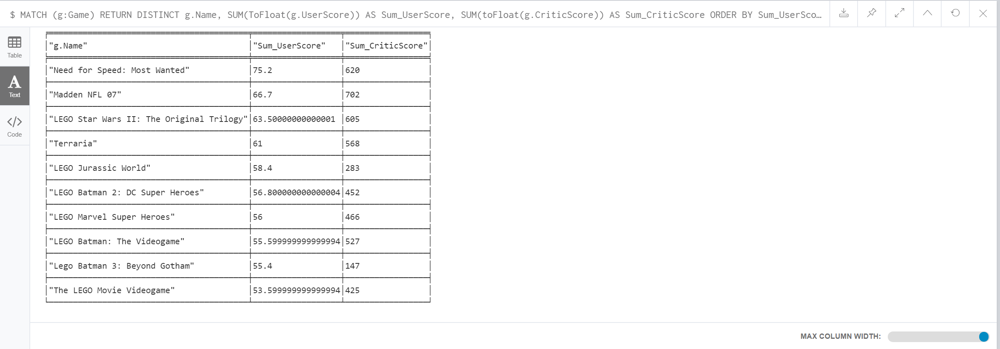 $ MATCH (g:Game) RETURN DISTINCT g.Name, SUM(ToFloat(g.UserScore)) AS Sum_UserScore, SUM(toFloat(g.CriticScore)) AS Sum_CriticScore ORDER BY Sum_UserSco…
Table
Text
Code
"g.Name" "Sum_UserScore" "Sum_CriticScore"
"Need for Speed: Most Wanted" 75.2 620
"Madden NFL 07" 66.7 702
"LEGO Star Wars II: The Original Trilogy" 63.50000000000001 605
"Terraria" 61 568
"LEGO Jurassic World" 58.4 283
"LEGO Batman 2: DC Super Heroes" 56.800000000000004 452
"LEGO Marvel Super Heroes" 56 466
"LEGO Batman: The Videogame" 55.599999999999994 527
"Lego Batman 3: Beyond Gotham" 55.4 147
"The LEGO Movie Videogame" 53.599999999999994 425
MAX COLUMN WIDTH: